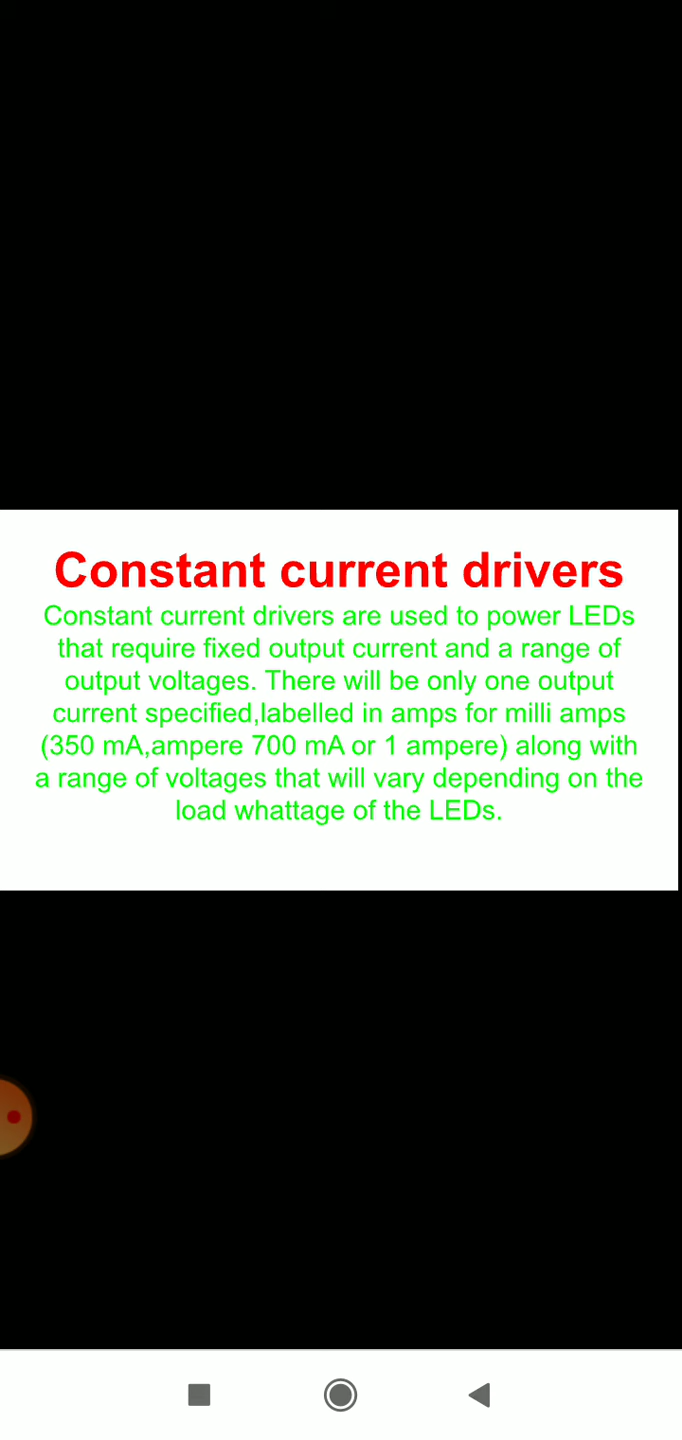 Constant current drivers
Constant current drivers are used to power LEDs
that require fixed output current and a range of
output voltages. There will be only one output
current specified,labelled in amps for milli amps
(350 mA,ampere 700 mA or 1 ampere) along with
a range of voltages that will vary depending on the
load whattage of the LEDs.